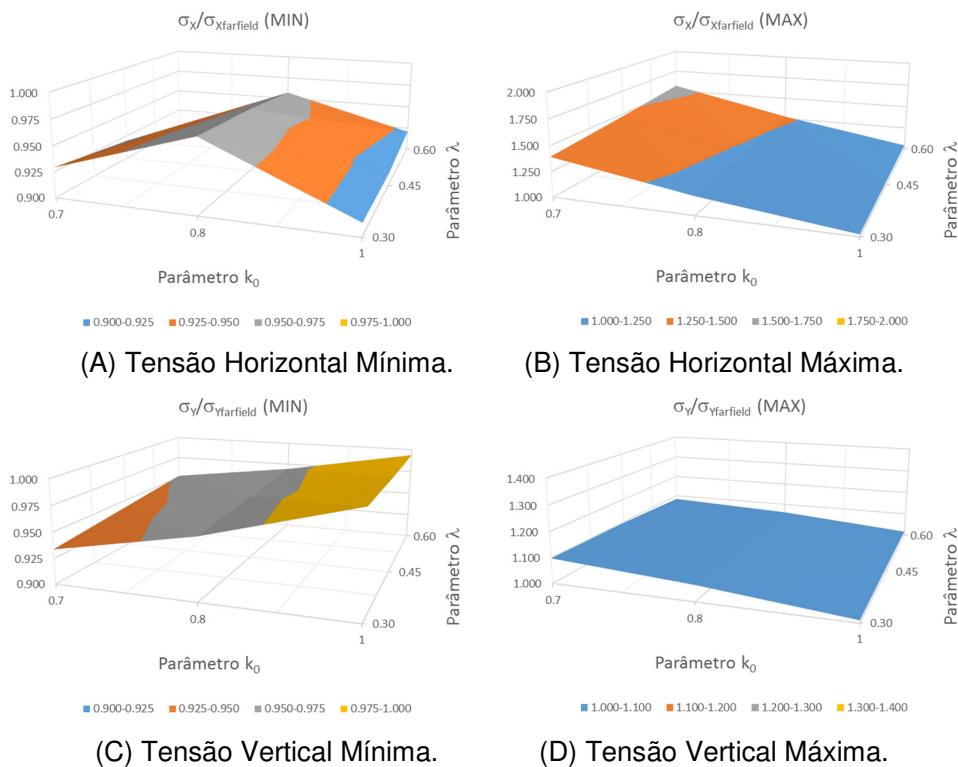 σX/σXfarfield (MIN)
1.000
0.975
0.950
0.925
0.900
0.7
0.8
1
0.60
0.45
0.30
Parâmetro λ
Parâmetro k0
0.900-0.925 0.925-0.950 0.950-0.975 0.975-1.000
(A) Tensão Horizontal Mínima.
σX/σXfarfield (MAX)
2.000
1.750
1.500
1.250
1.000
0.7
0.8
1
0.60
0.45
0.30
Parâmetro λ
Parâmetro k0
1.000-1.250 1.250-1.500 1.500-1.750 1.750-2.000
(B) Tensão Horizontal Máxima.
σY/σYfarfield (MIN)
1.000
0.975
0.950
0.925
0.900
0.7
0.8
1
0.60
0.45
0.30
Parâmetro λ
Parâmetro k0
0.900-0.925 0.925-0.950 0.950-0.975 0.975-1.000
(C) Tensão Vertical Mínima.
σY/σYfarfield (MAX)
1.400
1.300
1.200
1.100
1.000
0.7
0.8
1
0.60
0.45
0.30
Parâmetro λ
Parâmetro k0
1.000-1.100 1.100-1.200 1.200-1.300 1.300-1.400
(D) Tensão Vertical Máxima.